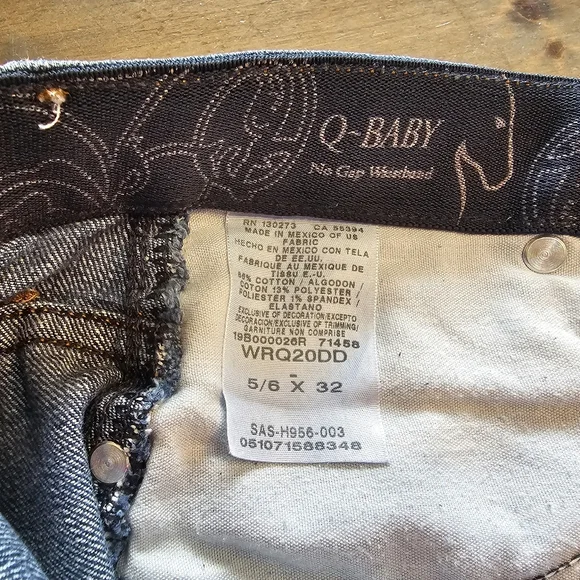 Q-BABY
No Gap Waistband
RN 130273 CA 55394
MADE IN MEXICO OF US
FABRIC
HECHO EN MEXICO CON TELA
DE EE.UU.
FABRIQUE AU MEXIQUE DE
TISSU E.-U.
86% COTTON / ALGODON /
COTON 13% POLYESTER /
POLIESTER 1% SPANDEX /
ELASTANO
EXCLUSIVE OF DECORATION/EXCEPTO
DECORACION/EXCLUSIVE OF TRIMMING/
GARNITURE NON COMPRISE
19B000026R 71458
WRQ20DD
-
5/6 X 32
SAS-H956-003
051071588348